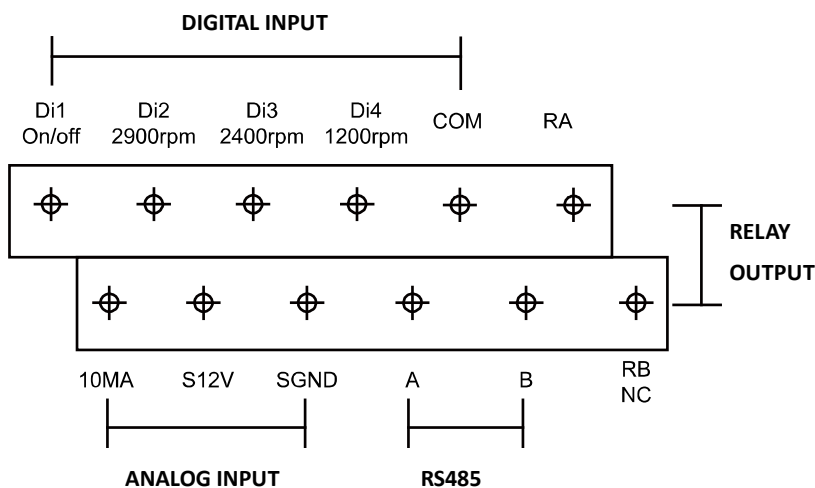 DIGITAL INPUT
Di1 Di2 Di3 Di4 COM RA
On/off 2900rpm 2400rpm 1200rpm
RELAY
OUTPUT
10MA S12V SGND A B RB
NC
ANALOG INPUT RS485